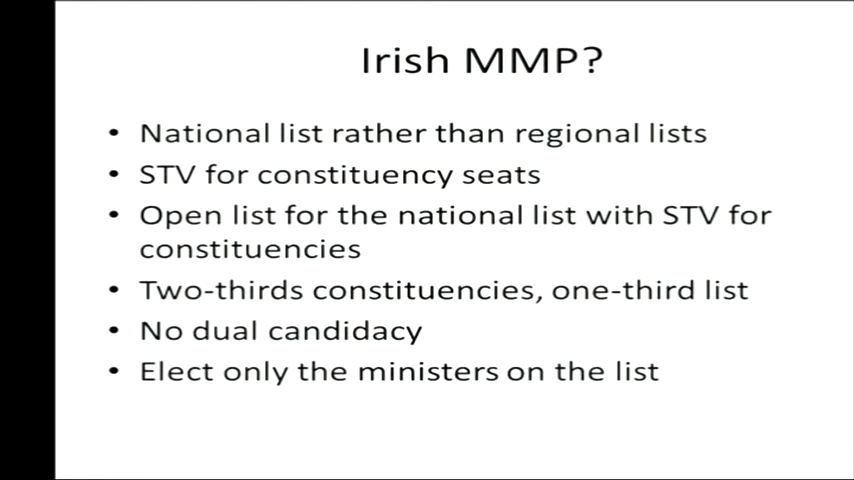 Irish MMP?
• National list rather than regional lists
• STV for constituency seats
• Open list for the national list with STV for
constituencies
• Two-thirds constituencies, one-third list
• No dual candidacy
• Elect only the ministers on the list